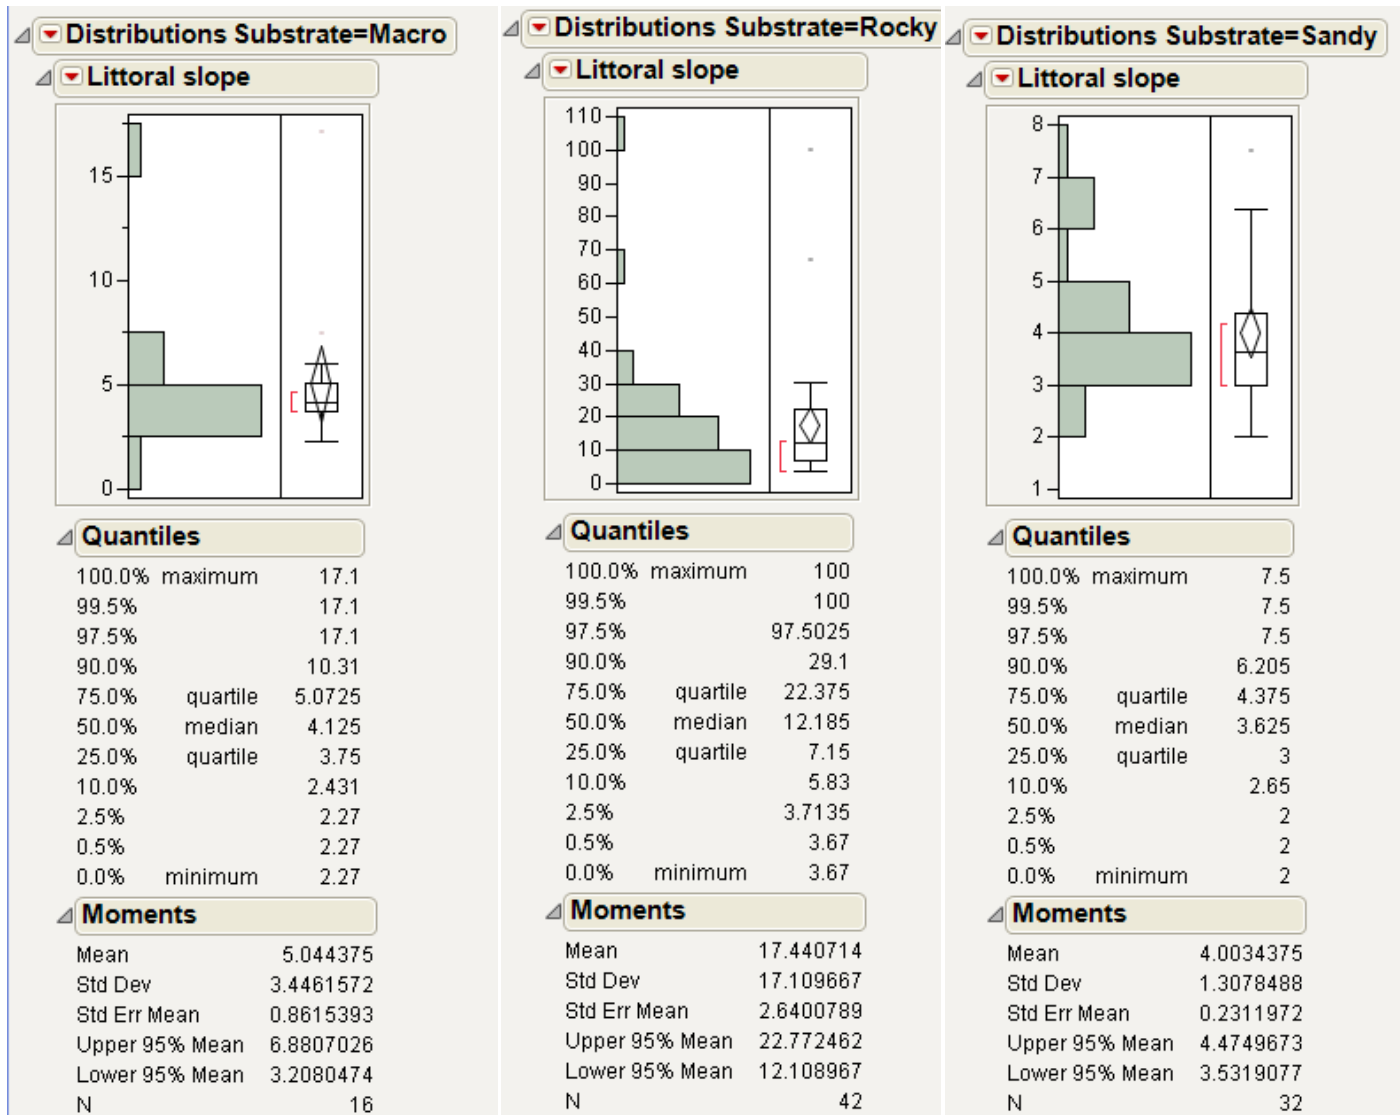 Distributions Substrate=Macro
Littoral slope
15
10
5
0
Quantiles
100.0% maximum 17.1
99.5% 17.1
97.5% 17.1
90.0% 10.31
75.0% quartile 5.0725
50.0% median 4.125
25.0% quartile 3.75
10.0% 2.431
2.5% 2.27
0.5% 2.27
0.0% minimum 2.27
Moments
Mean 5.044375
Std Dev 3.4461572
Std Err Mean 0.8615393
Upper 95% Mean 6.8807026
Lower 95% Mean 3.2080474
N 16
Distributions Substrate=Rocky
Littoral slope
110
100
90
80
70
60
50
40
30
20
10
0
Quantiles
100.0% maximum 100
99.5% 100
97.5% 97.5025
90.0% 29.1
75.0% quartile 22.375
50.0% median 12.185
25.0% quartile 7.15
10.0% 5.83
2.5% 3.7135
0.5% 3.67
0.0% minimum 3.67
Moments
Mean 17.440714
Std Dev 17.109667
Std Err Mean 2.6400789
Upper 95% Mean 22.772462
Lower 95% Mean 12.108967
N 42
Distributions Substrate=Sandy
Littoral slope
8
7
6
5
4
3
2
1
Quantiles
100.0% maximum 7.5
99.5% 7.5
97.5% 7.5
90.0% 6.205
75.0% quartile 4.375
50.0% median 3.625
25.0% quartile 3
10.0% 2.65
2.5% 2
0.5% 2
0.0% minimum 2
Moments
Mean 4.0034375
Std Dev 1.3078488
Std Err Mean 0.2311972
Upper 95% Mean 4.4749673
Lower 95% Mean 3.5319077
N 32